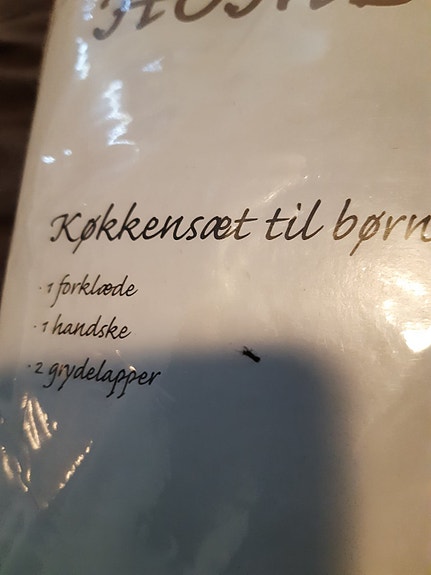 Køkkensæt til børn
· 1 forklæde
· 1 handske
· 2 grydelapper